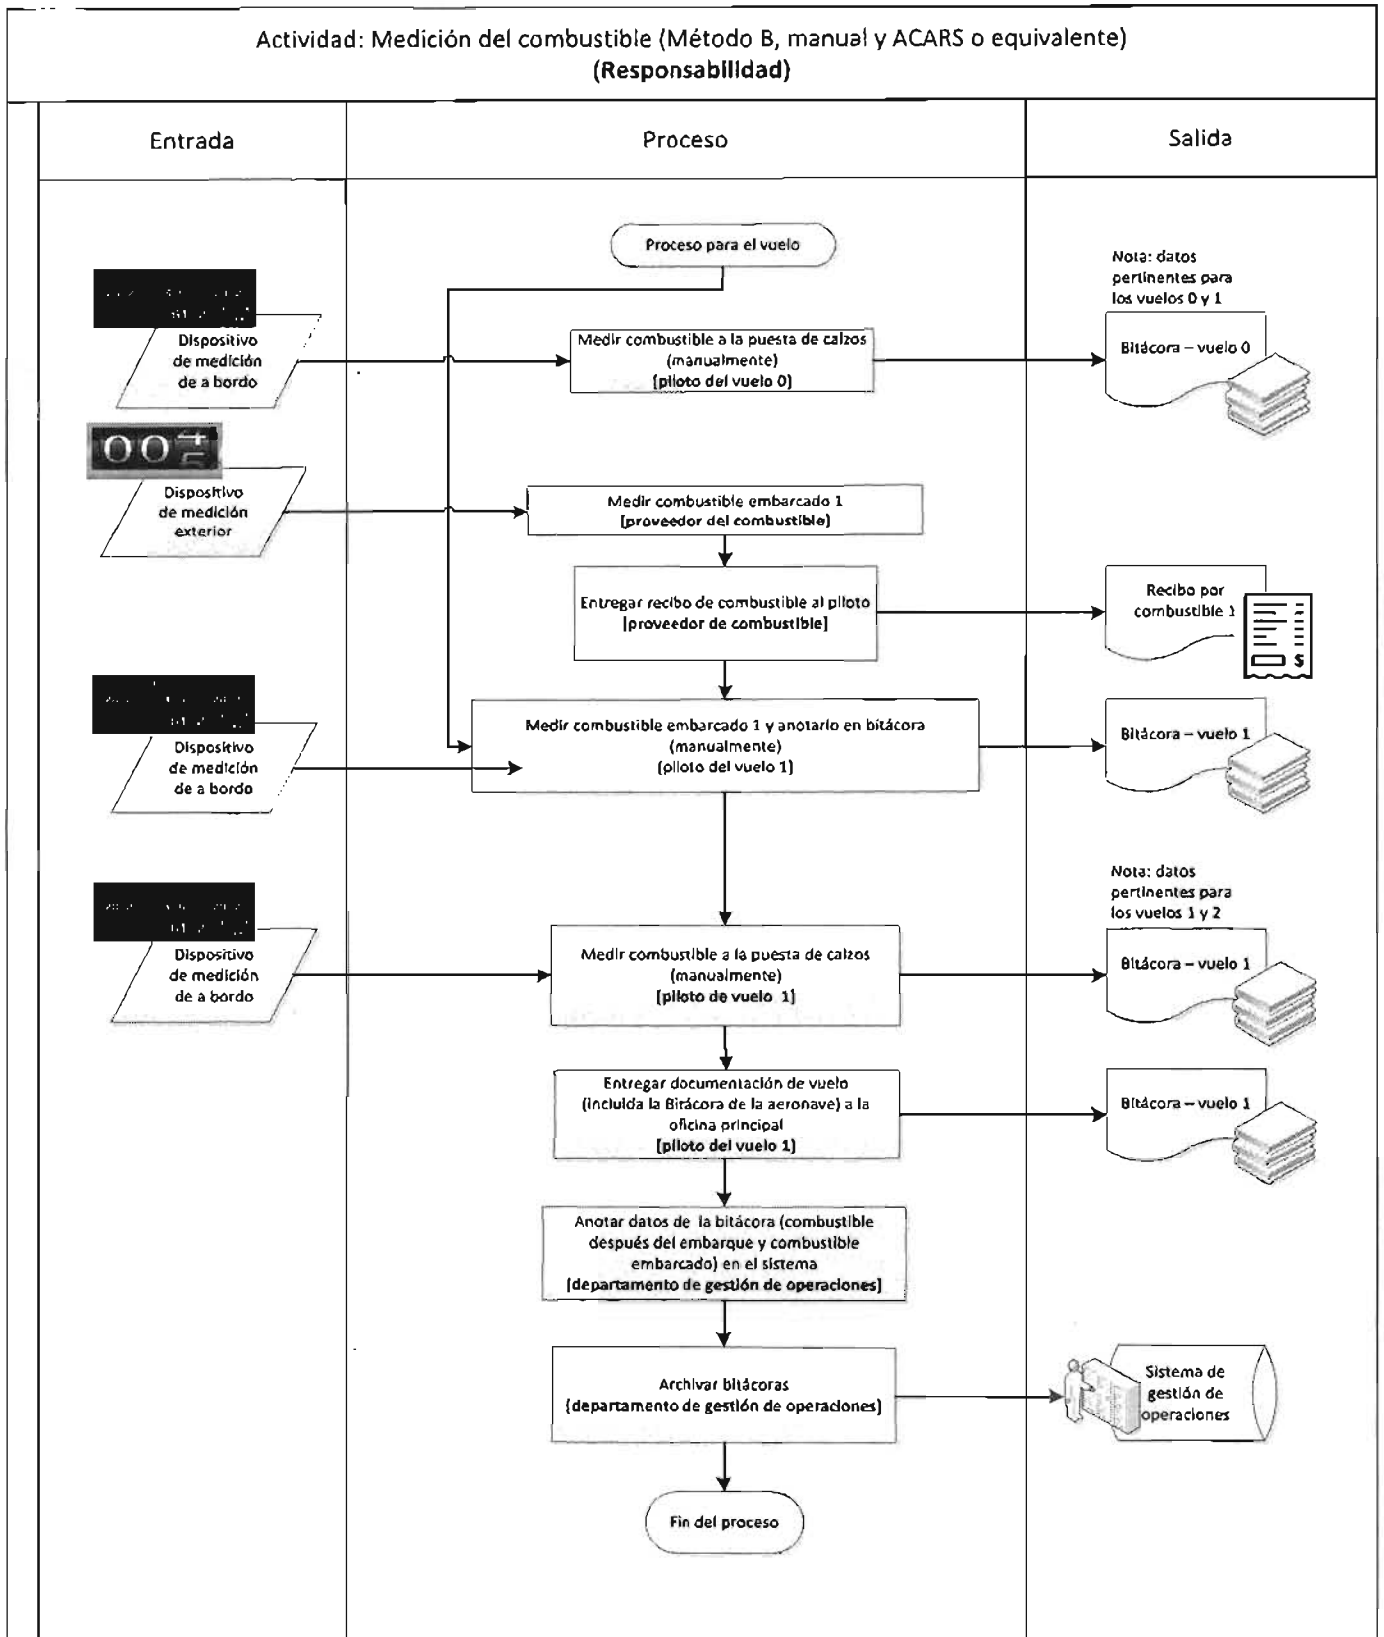 Actividad: Medición del combustible (Método B, manual y ACARS o equivalente)
(Responsabilidad)
Entrada
Proceso
Salida
Proceso para el vuelo
Nota: datos
pertinentes para
los vuelos 0 y 1
Dispositivo
de medición
de a bordo
Medir combustible a la puesta de calzos
(manualmente)
[piloto del vuelo 0]
Bitácora – vuelo 0
00
Dispositivo
de medición
exterior
Medir combustible embarcado 1
[proveedor del combustible]
Entregar recibo de combustible al piloto
[proveedor de combustible]
Recibo por
combustible 1
$
Dispositivo
de medición
de a bordo
Medir combustible embarcado 1 y anotarlo en bitácora
(manualmente)
(piloto del vuelo 1]
Bitácora – vuelo 1
Nota: datos
pertinentes para
los vuelos 1 y 2
Dispositivo
de medición
de a bordo
Medir combustible a la puesta de calzos
(manualmente)
[piloto de vuelo 1]
Bitácora – vuelo 1
Entregar documentación de vuelo
(incluida la Bitácora de la aeronave) a la
oficina principal
[piloto del vuelo 1]
Bitácora – vuelo 1
Anotar datos de la bitácora (combustible
después del embarque y combustible
embarcado) en el sistema
[departamento de gestión de operaciones]
Archivar bitácoras
[departamento de gestión de operaciones]
Sistema de
gestión de
operaciones
Fin del proceso